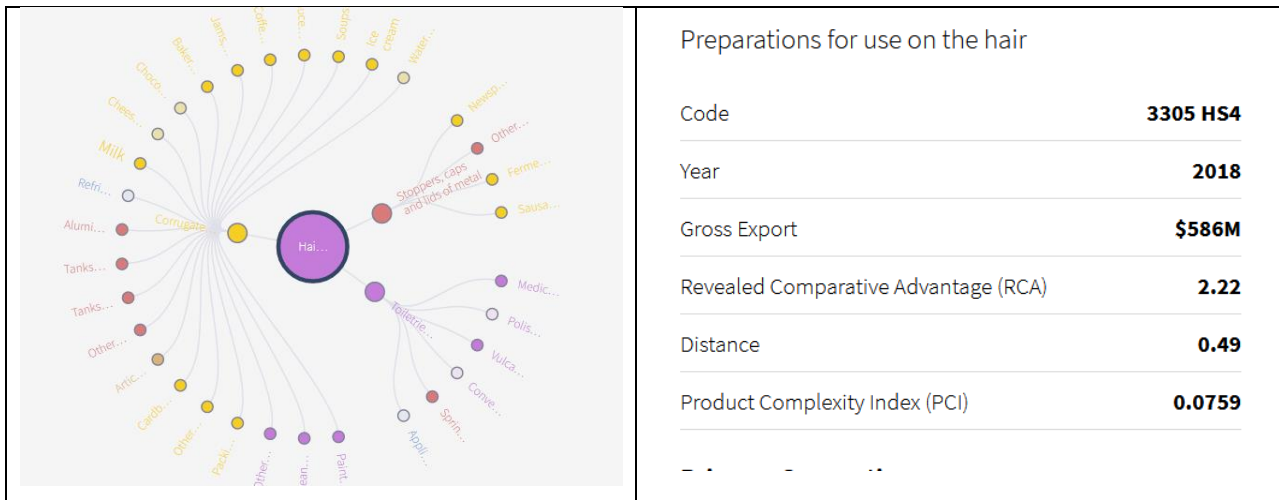 Jams...
Coffe...
uce...
Soups
Ice
cream
Water...
Baker...
Choco...
Chees...
Milk
Refri...
Alumi...
Tanks...
Tanks...
Other...
Artic...
Cardb...
Other...
Packi...
Other...
ean...
Paint.
Corrugate
Hai...
Stoppers, caps
and lids of metal
Newsp...
Other...
Ferme...
Sausa...
Toiletrie...
Medic...
Polis...
Vulca...
Conve...
Sprin...
Appli...
Preparations for use on the hair
Code 3305 HS4
Year 2018
Gross Export $586M
Revealed Comparative Advantage (RCA) 2.22
Distance 0.49
Product Complexity Index (PCI) 0.0759